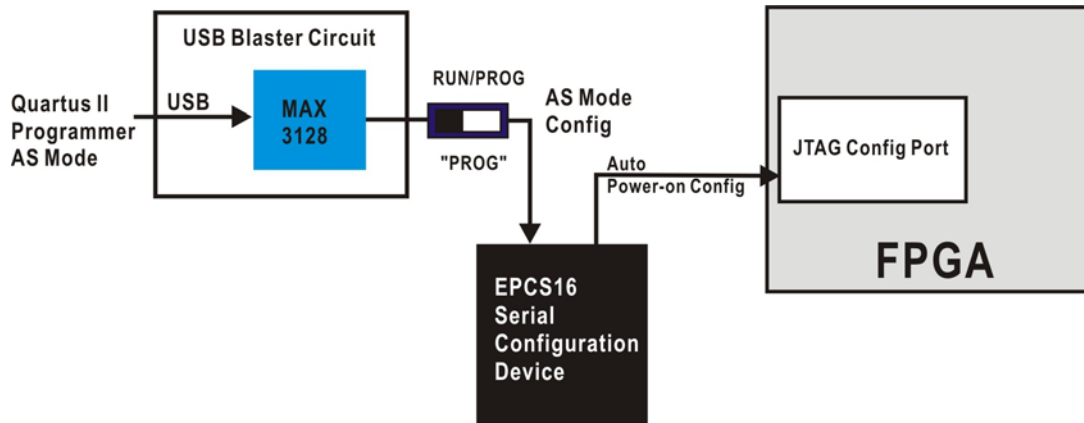 USB Blaster Circuit
Quartus II
Programmer
AS Mode
USB
MAX
3128
RUN/PROG
"PROG"
AS Mode
Config
Auto
Power-on Config
JTAG Config Port
FPGA
EPCS16
Serial
Configuration
Device